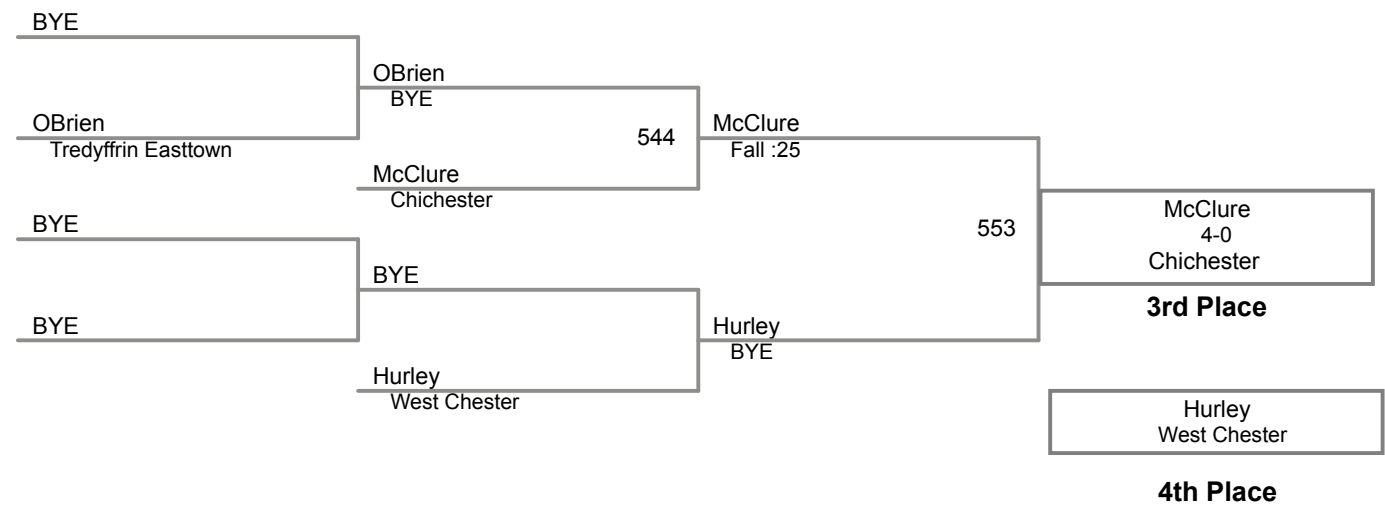 BYE
OBrien
BYE
OBrien
Tredyffrin Easttown
544
McClure
Fall :25
McClure
Chichester
BYE
553
McClure
4-0
Chichester
BYE
3rd Place
BYE
Hurley
BYE
Hurley
West Chester
Hurley
West Chester
4th Place